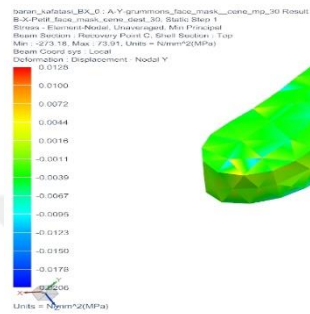 baran_kafatasi_BX_0 : A-Y-grummons_face_mask__cene_mp_30 Result
B-X-Petit_face_mask_cene_dest_30, Static Step 1
Stress - Element-Nodal, Unaveraged, Min Principal
Beam Section : Recovery Point C, Shell Section : Top
Min : -273.18, Max : 73.91, Units = N/mm^2(MPa)
Beam Coord sys : Local
Deformation : Displacement - Nodal Y
0.0128
0.0100
0.0072
0.0044
0.0016
-0.0011
-0.0039
-0.0067
-0.0095
-0.0123
-0.0150
-0.0178
-0.0206
X
Units = N/mm^2(MPa)